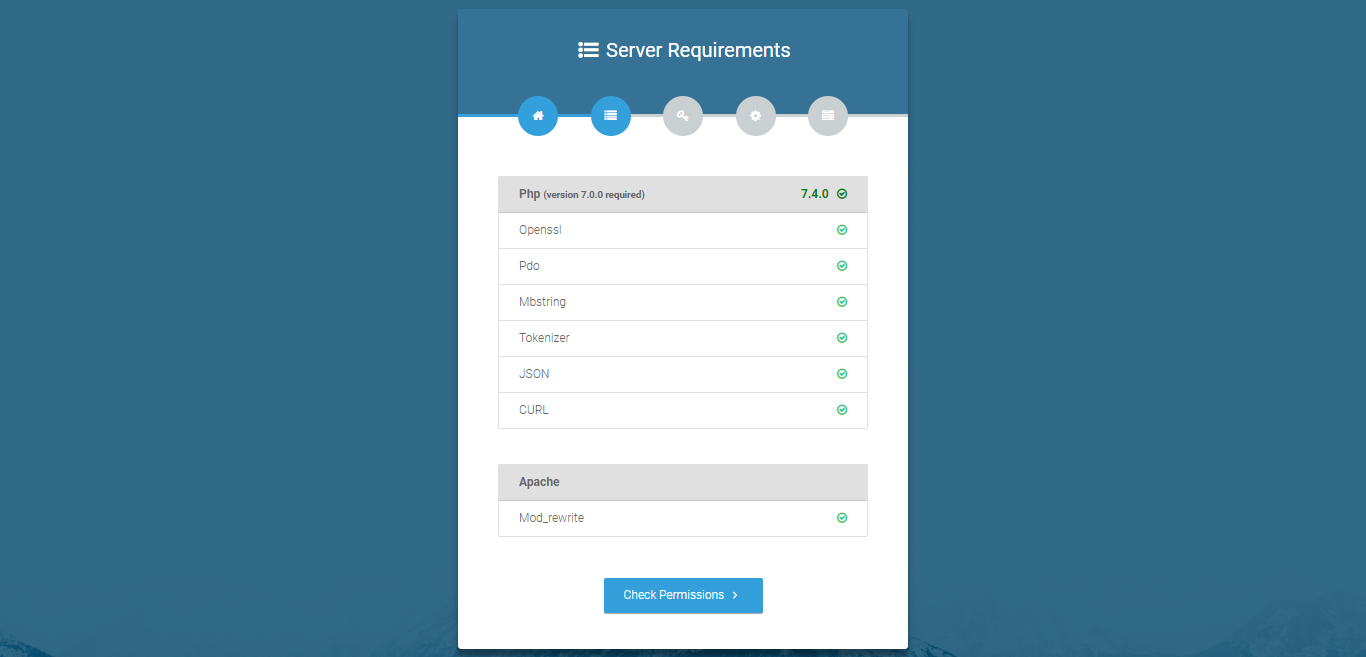 Server Requirements
Php (version 7.0.0 required) 7.4.0
Openssl
Pdo
Mbstring
Tokenizer
JSON
CURL
Apache
Mod_rewrite
Check Permissions